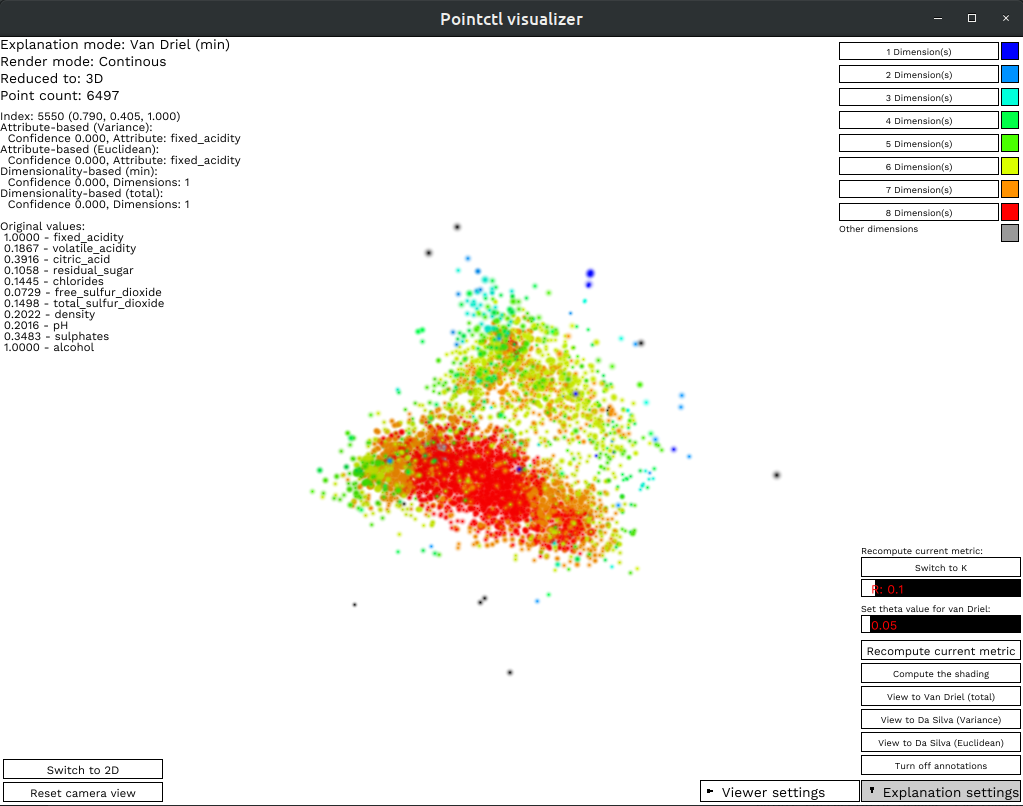 Pointctl visualizer
Explanation mode: Van Driel (min)
Render mode: Continous
Reduced to: 3D
Point count: 6497
Index: 5550 (0.790, 0.405, 1.000)
Attribute-based (Variance):
Confidence 0.000, Attribute: fixed_acidity
Attribute-based (Euclidean):
Confidence 0.000, Attribute: fixed_acidity
Dimensionality-based (min):
Confidence 0.000, Dimensions: 1
Dimensionality-based (total):
Confidence 0.000, Dimensions: 1
Original values:
1.0000 - fixed_acidity
0.1867 - volatile_acidity
0.3916 - citric_acid
0.1058 - residual_sugar
0.1445 - chlorides
0.0729 - free_sulfur_dioxide
0.1498 - total_sulfur_dioxide
0.2022 - density
0.2016 - pH
0.3483 - sulphates
1.0000 - alcohol
1 Dimension(s)
2 Dimension(s)
3 Dimension(s)
4 Dimension(s)
5 Dimension(s)
6 Dimension(s)
7 Dimension(s)
8 Dimension(s)
Other dimensions
Recompute current metric:
Switch to K
R: 0.1
Set theta value for van Driel:
0.05
Recompute current metric
Compute the shading
View to Van Driel (total)
View to Da Silva (Variance)
View to Da Silva (Euclidean)
Turn off annotations
Switch to 2D
Reset camera view
Viewer settings
Explanation settings